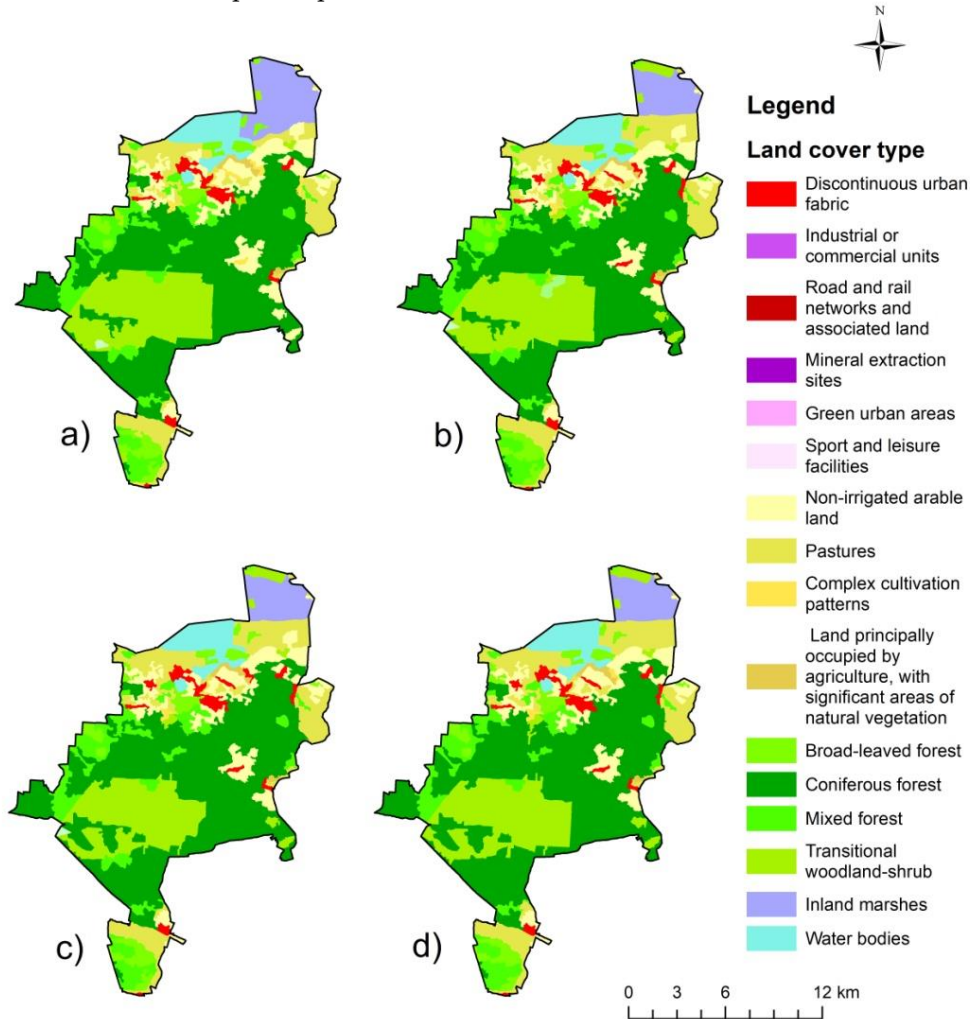 N
a)
b)
c)
d)
Legend
Land cover type
Discontinuous urban
fabric
Industrial or
commercial units
Road and rail
networks and
associated land
Mineral extraction
sites
Green urban areas
Sport and leisure
facilities
Non-irrigated arable
land
Pastures
Complex cultivation
patterns
Land principally
occupied by
agriculture, with
significant areas of
natural vegetation
Broad-leaved forest
Coniferous forest
Mixed forest
Transitional
woodland-shrub
Inland marshes
Water bodies
0 3 6 12 km